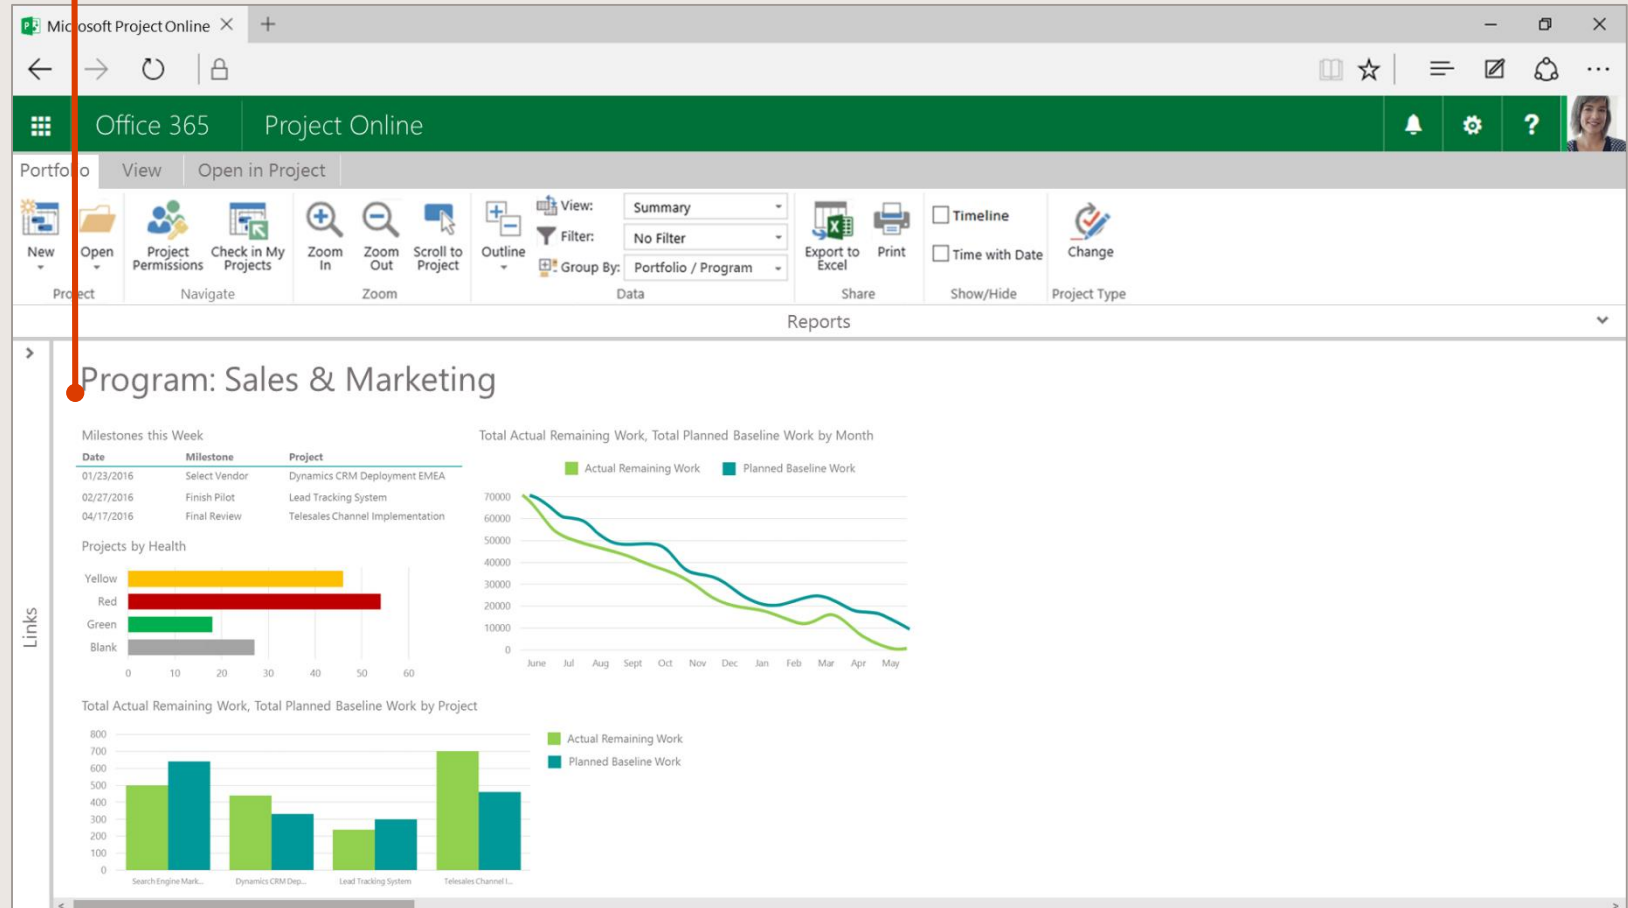 Microsoft Project Online
Office 365 Project Online
?
Portfolio View Open in Project
New
Open
Project Permissions
Check in My Projects
Zoom In
Zoom Out
Scroll to Project
Outline
View: Summary
Filter: No Filter
Group By: Portfolio / Program
Export to Excel
Print
Timeline
Time with Date
Change
Project Navigate Zoom Data Share Show/Hide Project Type
Reports
Links
Program: Sales & Marketing
Milestones this Week
Date Milestone Project
01/23/2016 Select Vendor Dynamics CRM Deployment EMEA
02/27/2016 Finish Pilot Lead Tracking System
04/17/2016 Final Review Telesales Channel Implementation
Projects by Health
Yellow
Red
Green
Blank
0 10 20 30 40 50 60
Total Actual Remaining Work, Total Planned Baseline Work by Month
Actual Remaining Work Planned Baseline Work
70000
60000
50000
40000
30000
20000
10000
0
June Jul Aug Sept Oct Nov Dec Jan Feb Mar Apr May
Total Actual Remaining Work, Total Planned Baseline Work by Project
800
700
600
500
400
300
200
100
0
Search Engine Mark... Dynamics CRM Dep... Lead Tracking System Telesales Channel I...
Actual Remaining Work
Planned Baseline Work